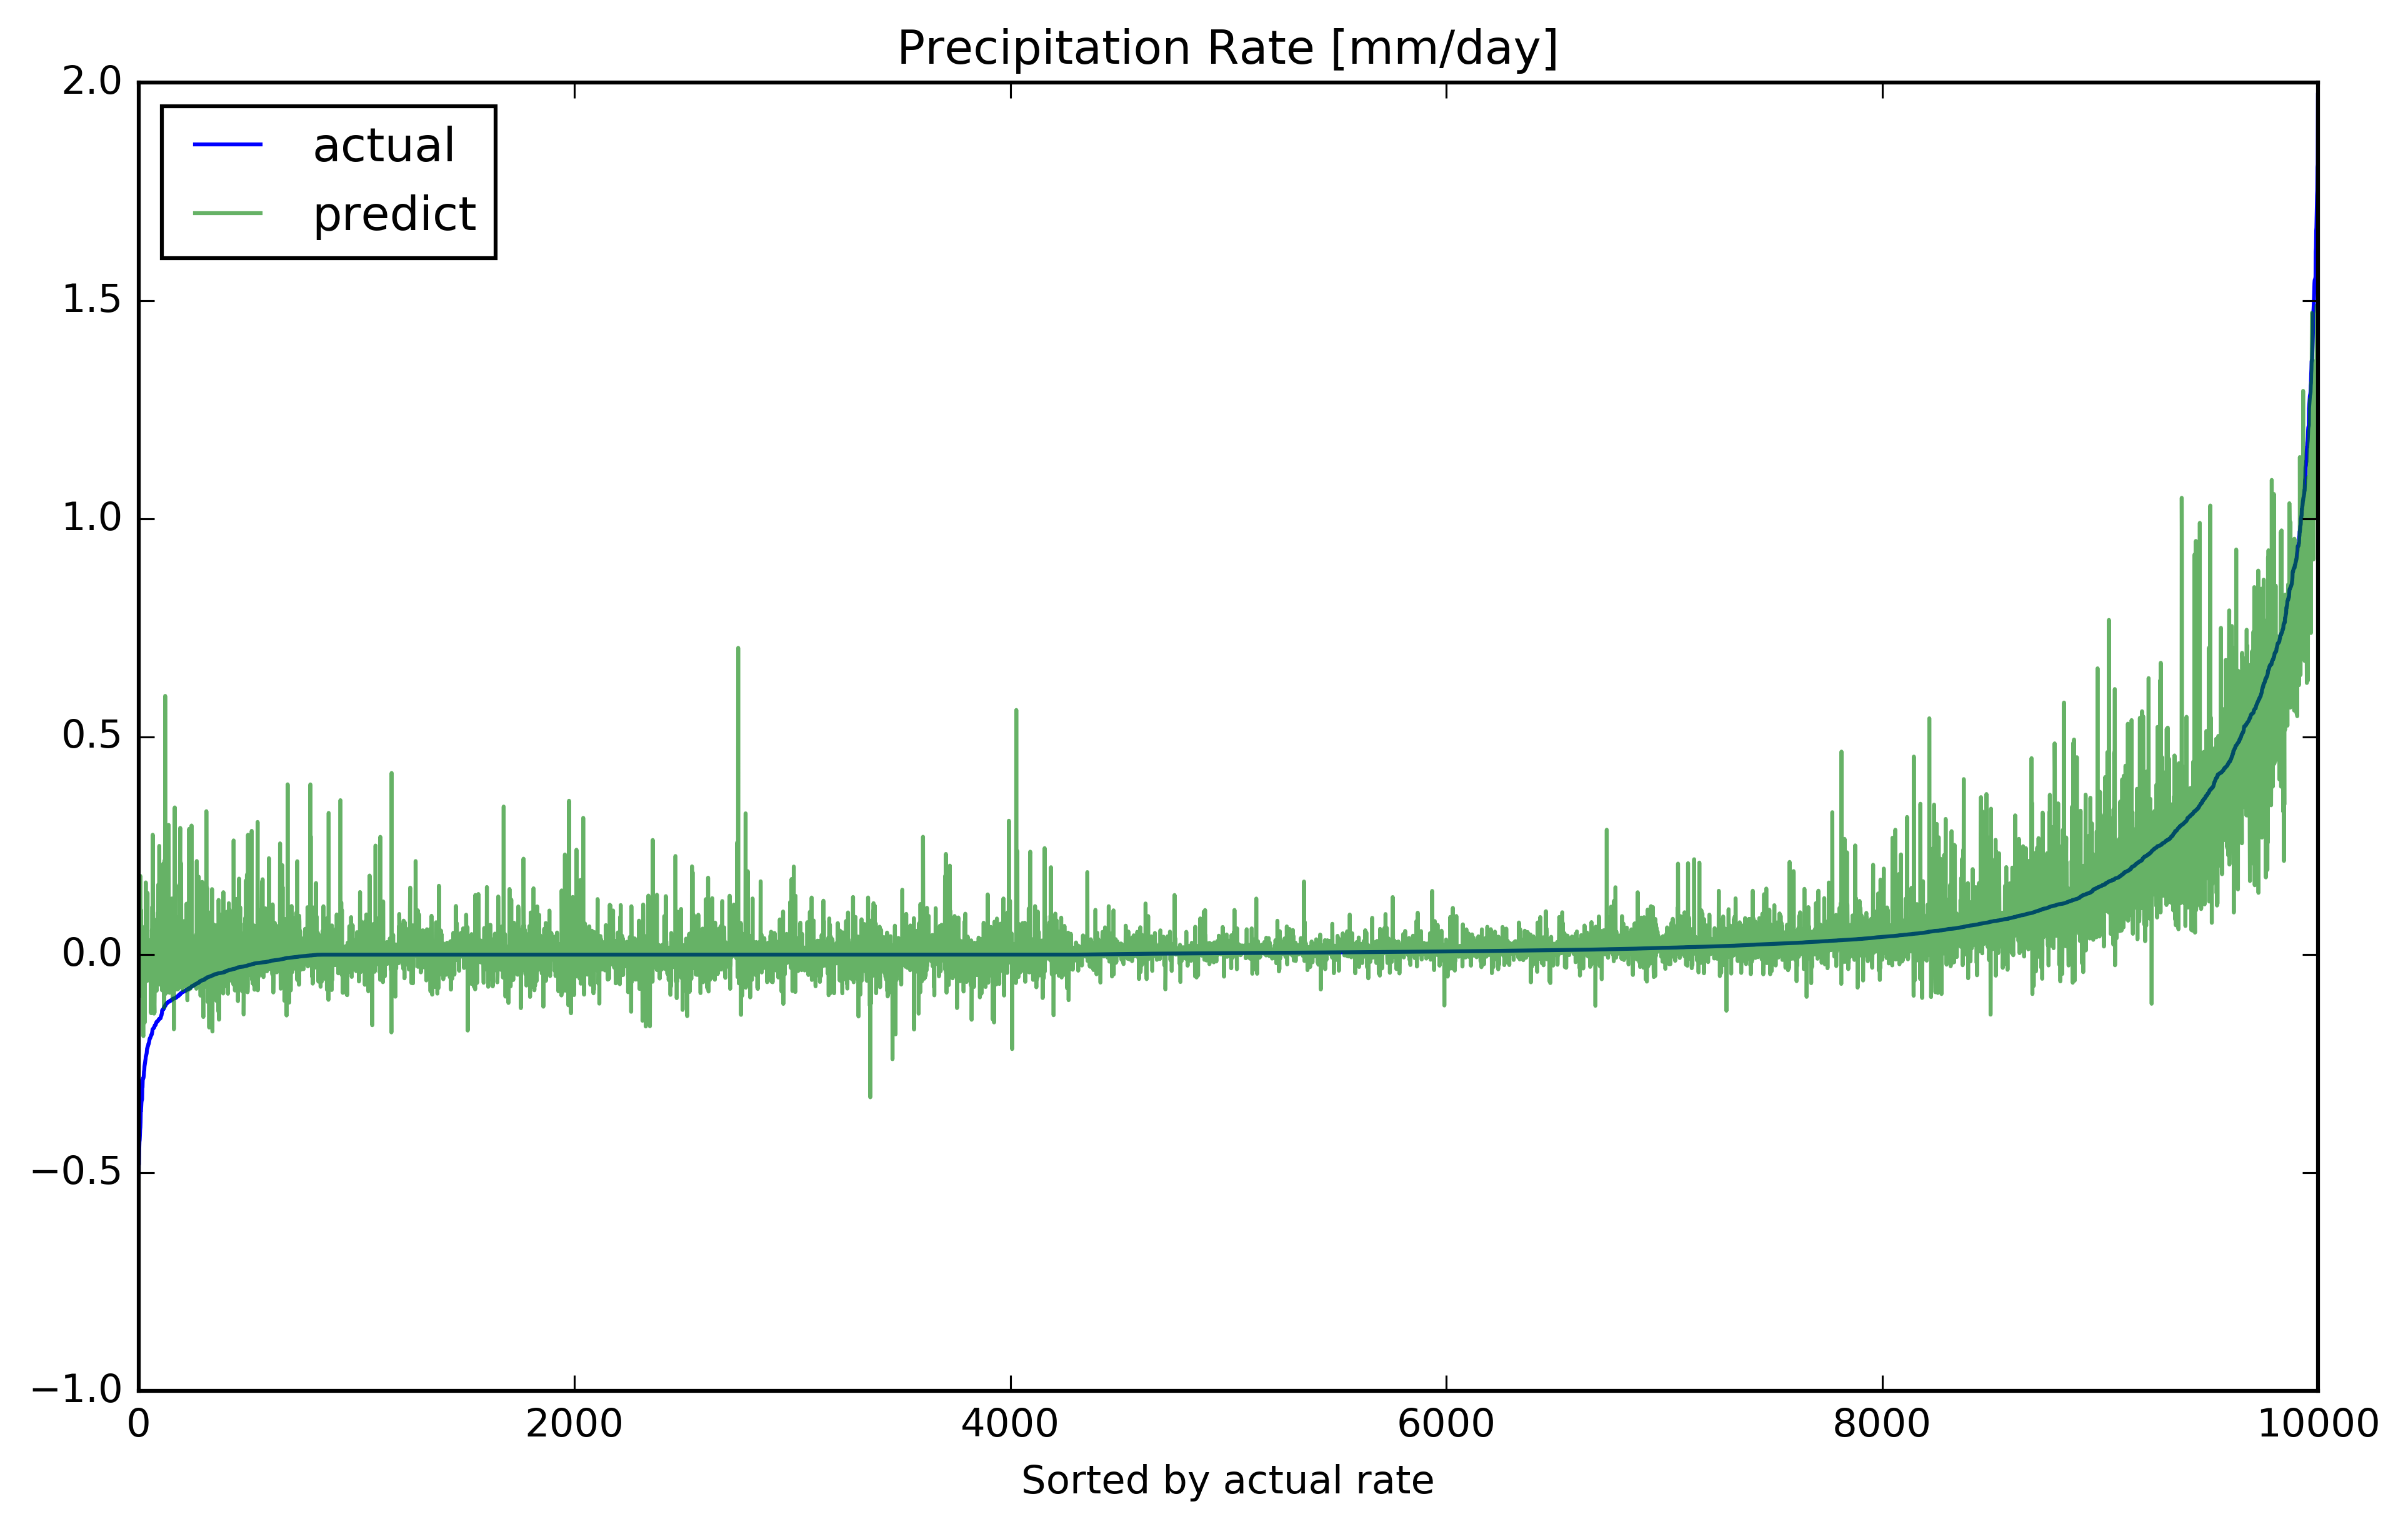 Precipitation Rate [mm/day]
2.0
actual
predict
1.5
1.0
0.5
0.0
−0.5
−1.0
0 2000 4000 6000 8000 10000
Sorted by actual rate